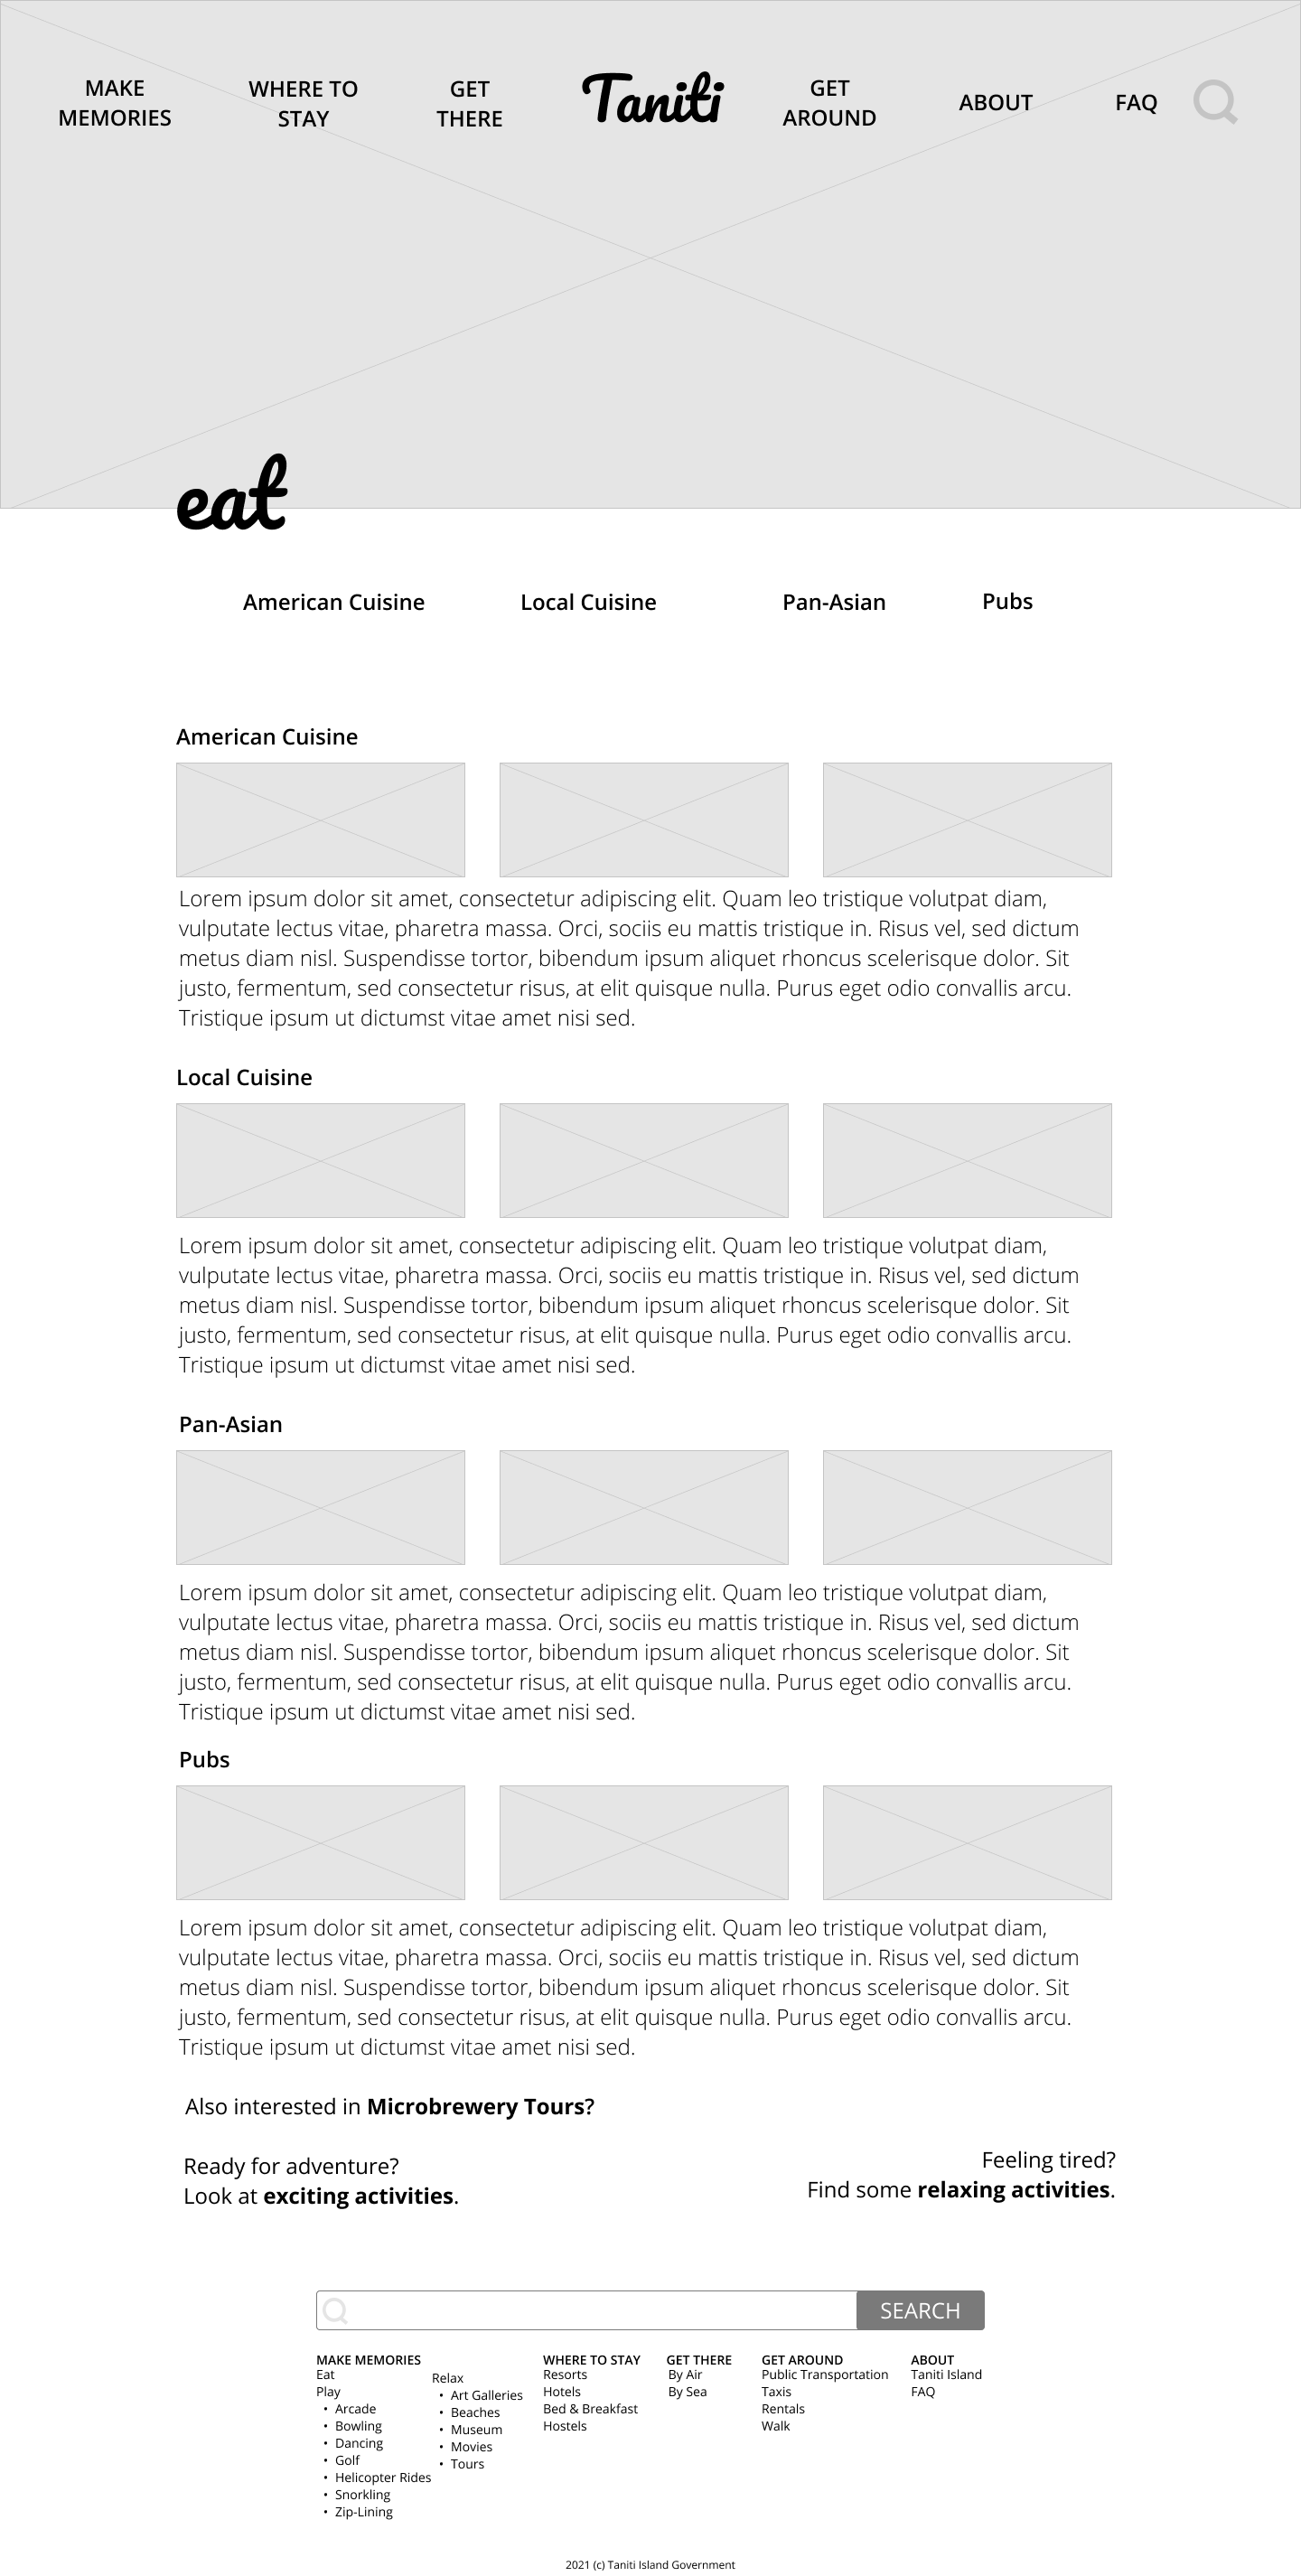 MAKE
MEMORIES
WHERE TO
STAY
GET
THERE
Taniti
GET
AROUND
ABOUT
FAQ
eat
American Cuisine
Local Cuisine
Pan-Asian
Pubs
American Cuisine
Lorem ipsum dolor sit amet, consectetur adipiscing elit. Quam leo tristique volutpat diam,
vulputate lectus vitae, pharetra massa. Orci, sociis eu mattis tristique in. Risus vel, sed dictum
metus diam nisl. Suspendisse tortor, bibendum ipsum aliquet rhoncus scelerisque dolor. Sit
justo, fermentum, sed consectetur risus, at elit quisque nulla. Purus eget odio convallis arcu.
Tristique ipsum ut dictumst vitae amet nisi sed.
Local Cuisine
Lorem ipsum dolor sit amet, consectetur adipiscing elit. Quam leo tristique volutpat diam,
vulputate lectus vitae, pharetra massa. Orci, sociis eu mattis tristique in. Risus vel, sed dictum
metus diam nisl. Suspendisse tortor, bibendum ipsum aliquet rhoncus scelerisque dolor. Sit
justo, fermentum, sed consectetur risus, at elit quisque nulla. Purus eget odio convallis arcu.
Tristique ipsum ut dictumst vitae amet nisi sed.
Pan-Asian
Lorem ipsum dolor sit amet, consectetur adipiscing elit. Quam leo tristique volutpat diam,
vulputate lectus vitae, pharetra massa. Orci, sociis eu mattis tristique in. Risus vel, sed dictum
metus diam nisl. Suspendisse tortor, bibendum ipsum aliquet rhoncus scelerisque dolor. Sit
justo, fermentum, sed consectetur risus, at elit quisque nulla. Purus eget odio convallis arcu.
Tristique ipsum ut dictumst vitae amet nisi sed.
Pubs
Lorem ipsum dolor sit amet, consectetur adipiscing elit. Quam leo tristique volutpat diam,
vulputate lectus vitae, pharetra massa. Orci, sociis eu mattis tristique in. Risus vel, sed dictum
metus diam nisl. Suspendisse tortor, bibendum ipsum aliquet rhoncus scelerisque dolor. Sit
justo, fermentum, sed consectetur risus, at elit quisque nulla. Purus eget odio convallis arcu.
Tristique ipsum ut dictumst vitae amet nisi sed.
Also interested in Microbrewery Tours?
Ready for adventure?
Look at exciting activities.
Feeling tired?
Find some relaxing activities.
SEARCH
MAKE MEMORIES
Eat
Play
• Arcade
• Bowling
• Dancing
• Golf
• Helicopter Rides
• Snorkling
• Zip-Lining
Relax
• Art Galleries
• Beaches
• Museum
• Movies
• Tours
WHERE TO STAY
Resorts
Hotels
Bed & Breakfast
Hostels
GET THERE
By Air
By Sea
GET AROUND
Public Transportation
Taxis
Rentals
Walk
ABOUT
Taniti Island
FAQ
2021 (c) Taniti Island Government